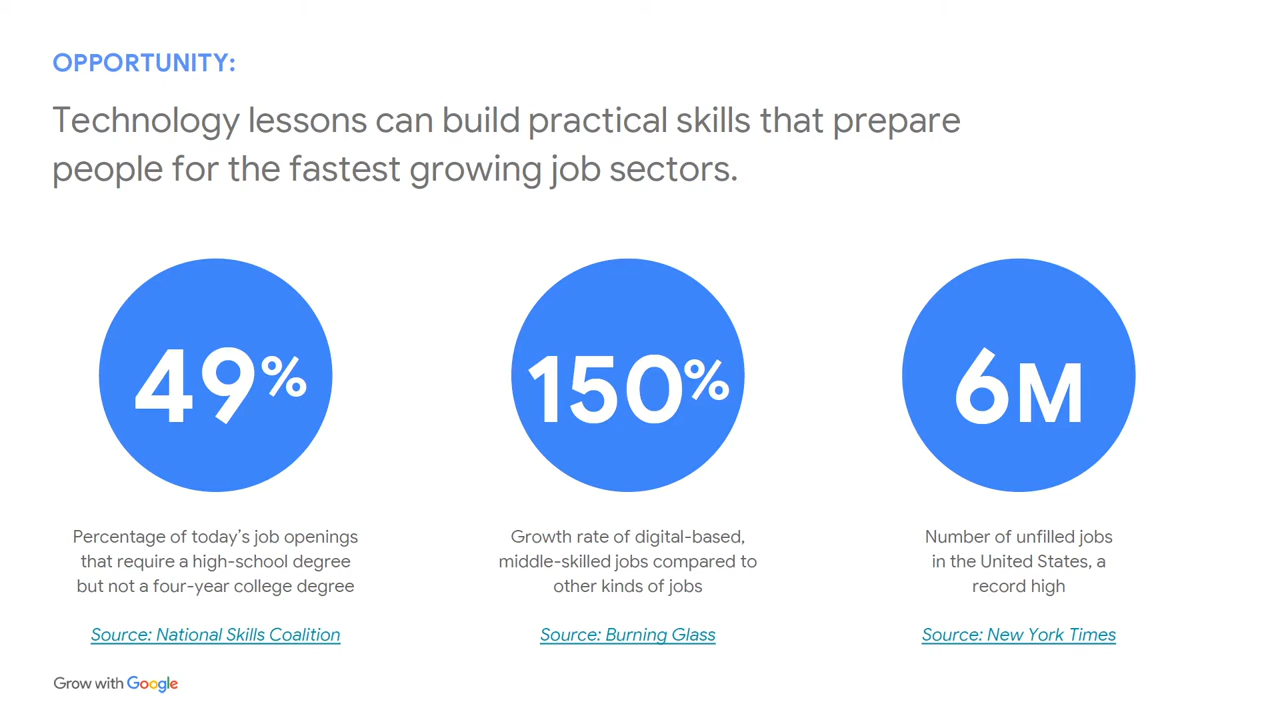 OPPORTUNITY:
Technology lessons can build practical skills that prepare
people for the fastest growing job sectors.
49%
Percentage of today's job openings
that require a high-school degree
but not a four-year college degree
Source: National Skills Coalition
150%
Growth rate of digital-based,
middle-skilled jobs compared to
other kinds of jobs
Source: Burning Glass
6M
Number of unfilled jobs
in the United States, a
record high
Source: New York Times
Grow with Google